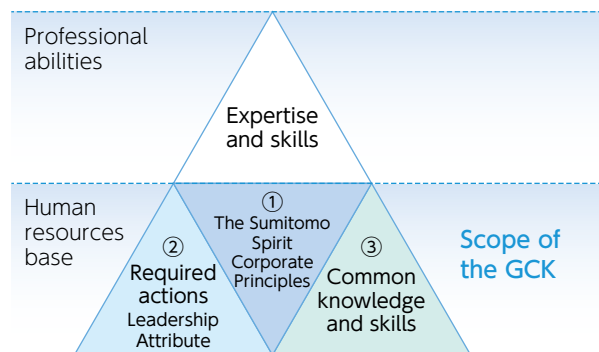 Professional
abilities
Expertise
and skills
Human
resources
base
①
The Sumitomo
Spirit
Corporate
Principles
②
Required
actions
Leadership
Attribute
③
Common
knowledge
and skills
Scope of
the GCK